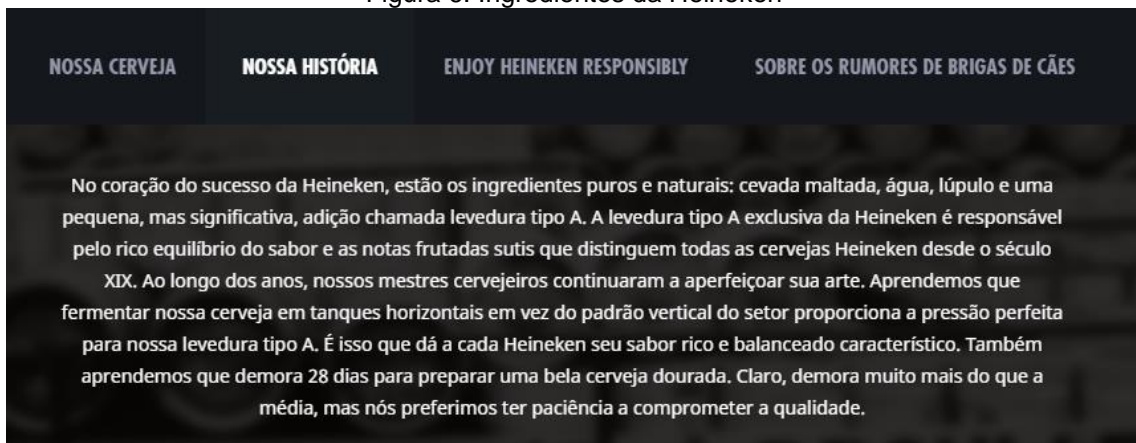 NOSSA CERVEJA NOSSA HISTÓRIA ENJOY HEINEKEN RESPONSIBLY SOBRE OS RUMORES DE BRIGAS DE CÃES
No coração do sucesso da Heineken, estão os ingredientes puros e naturais: cevada maltada, água, lúpulo e uma
pequena, mas significativa, adição chamada levedura tipo A. A levedura tipo A exclusiva da Heineken é responsável
pelo rico equilíbrio do sabor e as notas frutadas sutis que distinguem todas as cervejas Heineken desde o século
XIX. Ao longo dos anos, nossos mestres cervejeiros continuaram a aperfeiçoar sua arte. Aprendemos que
fermentar nossa cerveja em tanques horizontais em vez do padrão vertical do setor proporciona a pressão perfeita
para nossa levedura tipo A. É isso que dá a cada Heineken seu sabor rico e balanceado característico. Também
aprendemos que demora 28 dias para preparar uma bela cerveja dourada. Claro, demora muito mais do que a
média, mas nós preferimos ter paciência a comprometer a qualidade.